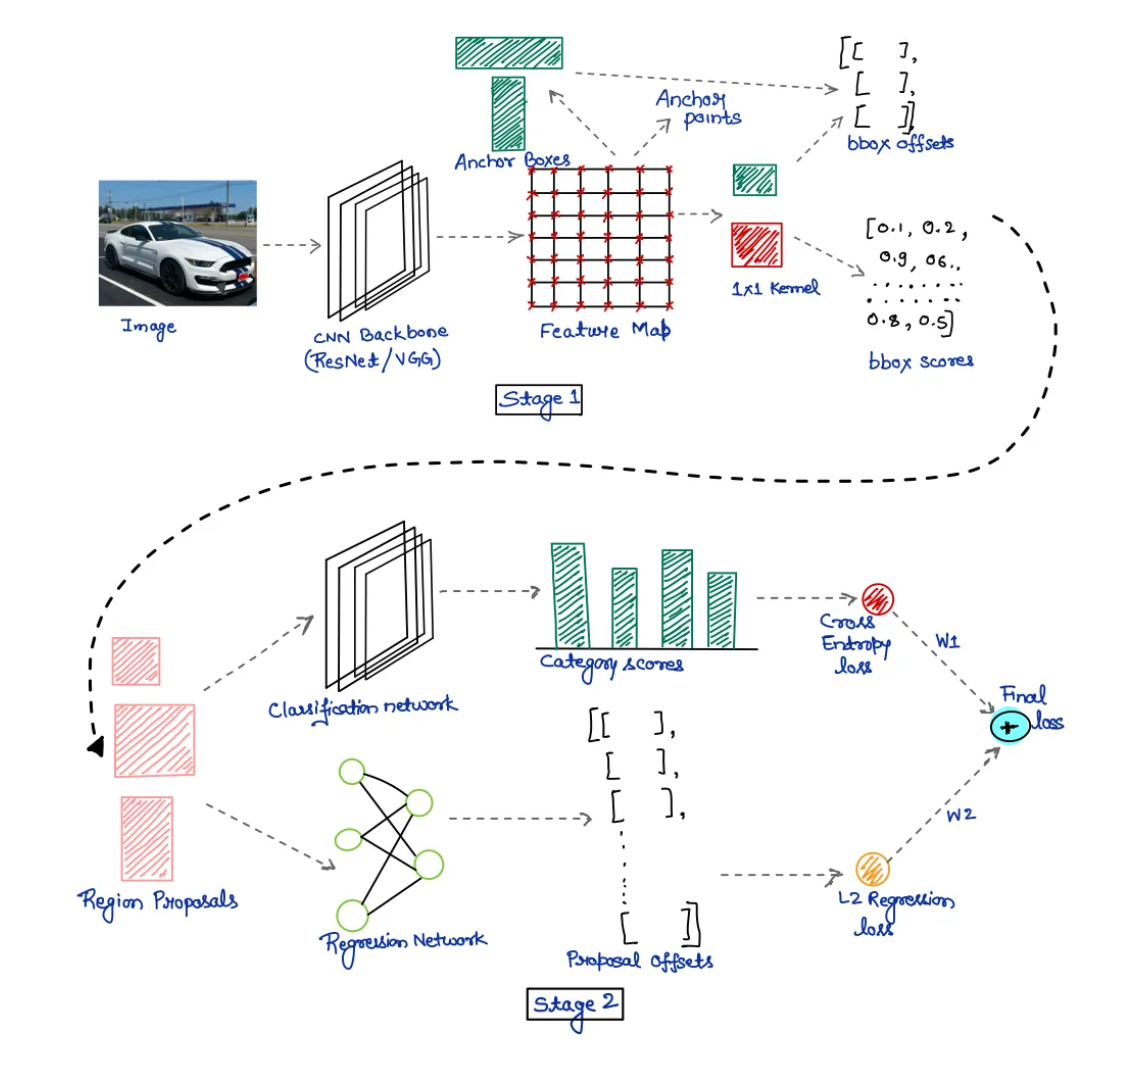 Anchor
points
Anchor Boxes
[[ ],
[ ],
[ ]]
bbox offsets
Image
CNN Backbone
(ResNet/VGG)
Feature Map
1x1 Kernel
[0.1, 0.2,
0.9, 06..
.......
.......
0.8, 0.5]
bbox scores
Stage 1
Classification network
Category scores
Cross
Entropy
loss
W1
Final
loss
+
Region Proposals
Regression Network
[[ ],
[ ],
[ ],
[ ]]
Proposal Offsets
W2
L2 Regression
loss
Stage 2